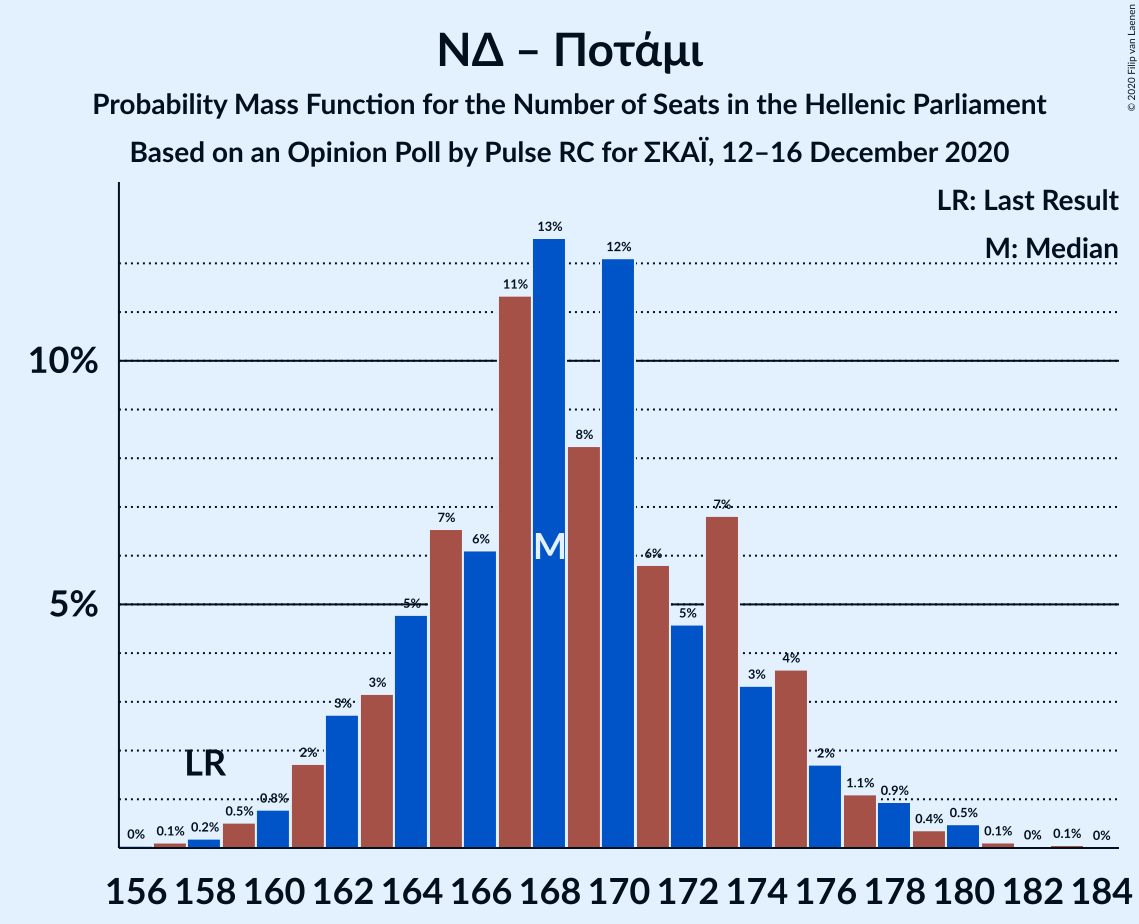 ΝΔ – Ποτάμι
Probability Mass Function for the Number of Seats in the Hellenic Parliament
Based on an Opinion Poll by Pulse RC for ΣΚΑΪ, 12–16 December 2020
© 2020 Filip van Laenen
LR: Last Result
M: Median
10%
5%
LR
M
0% 0.1% 0.2% 0.5% 0.8% 2% 3% 3% 5% 7% 6% 11% 13% 8% 12% 6% 5% 7% 3% 4% 2% 1.1% 0.9% 0.4% 0.5% 0.1% 0% 0.1% 0%
156 158 160 162 164 166 168 170 172 174 176 178 180 182 184